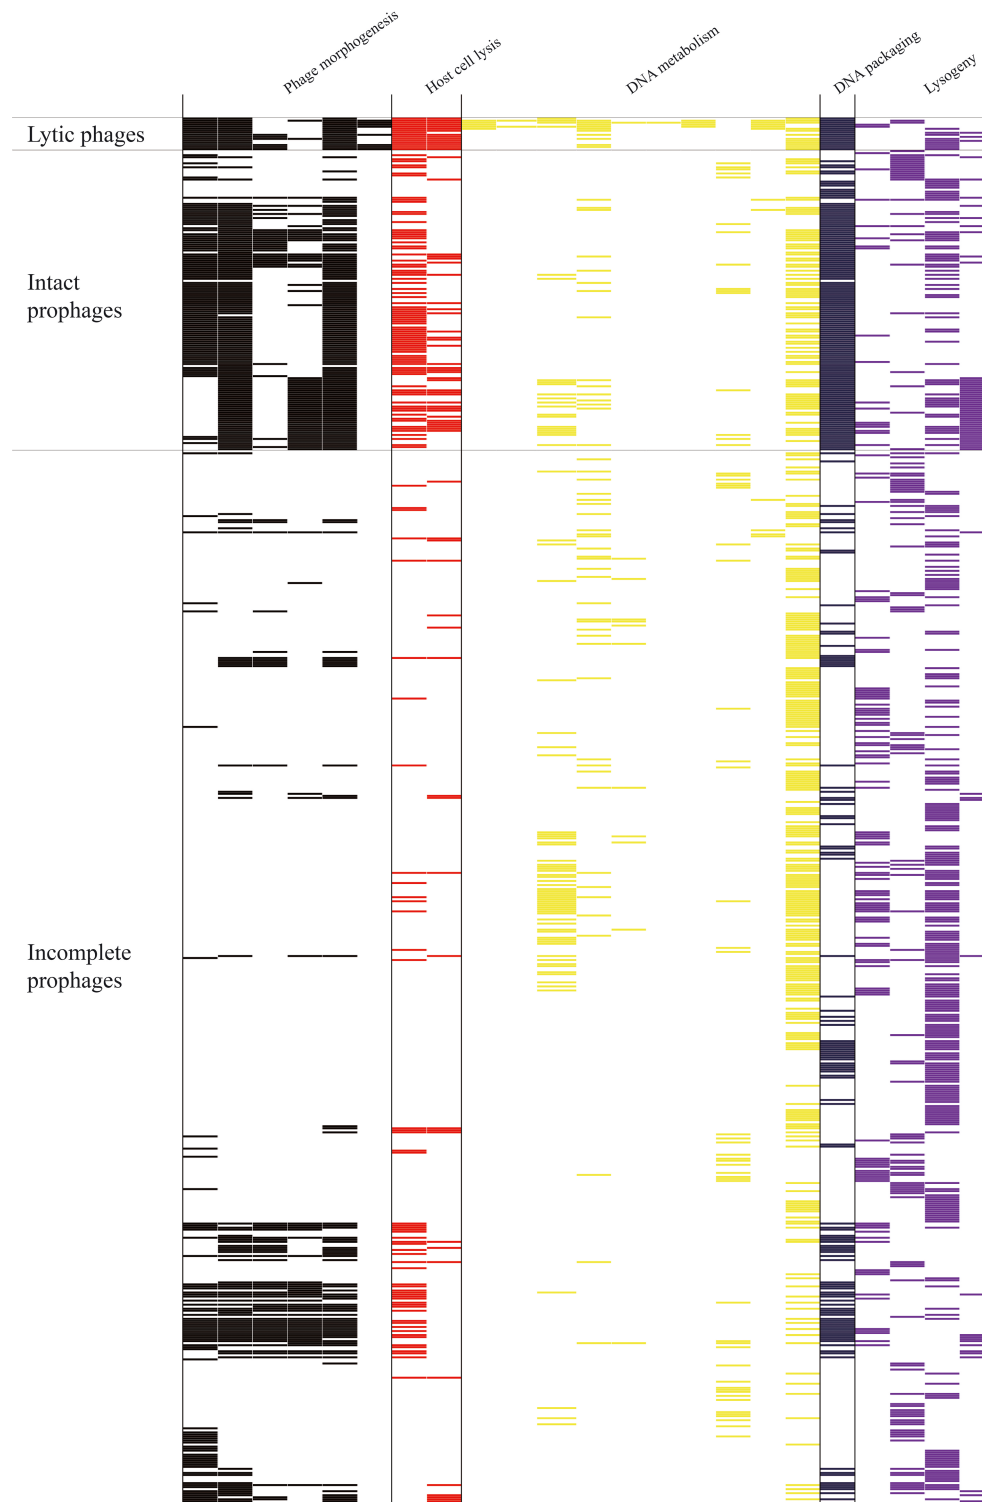 Phage morphogenesis
Host cell lysis
DNA metabolism
DNA packaging
Lysogeny
Lytic phages
Intact
prophages
Incomplete
prophages